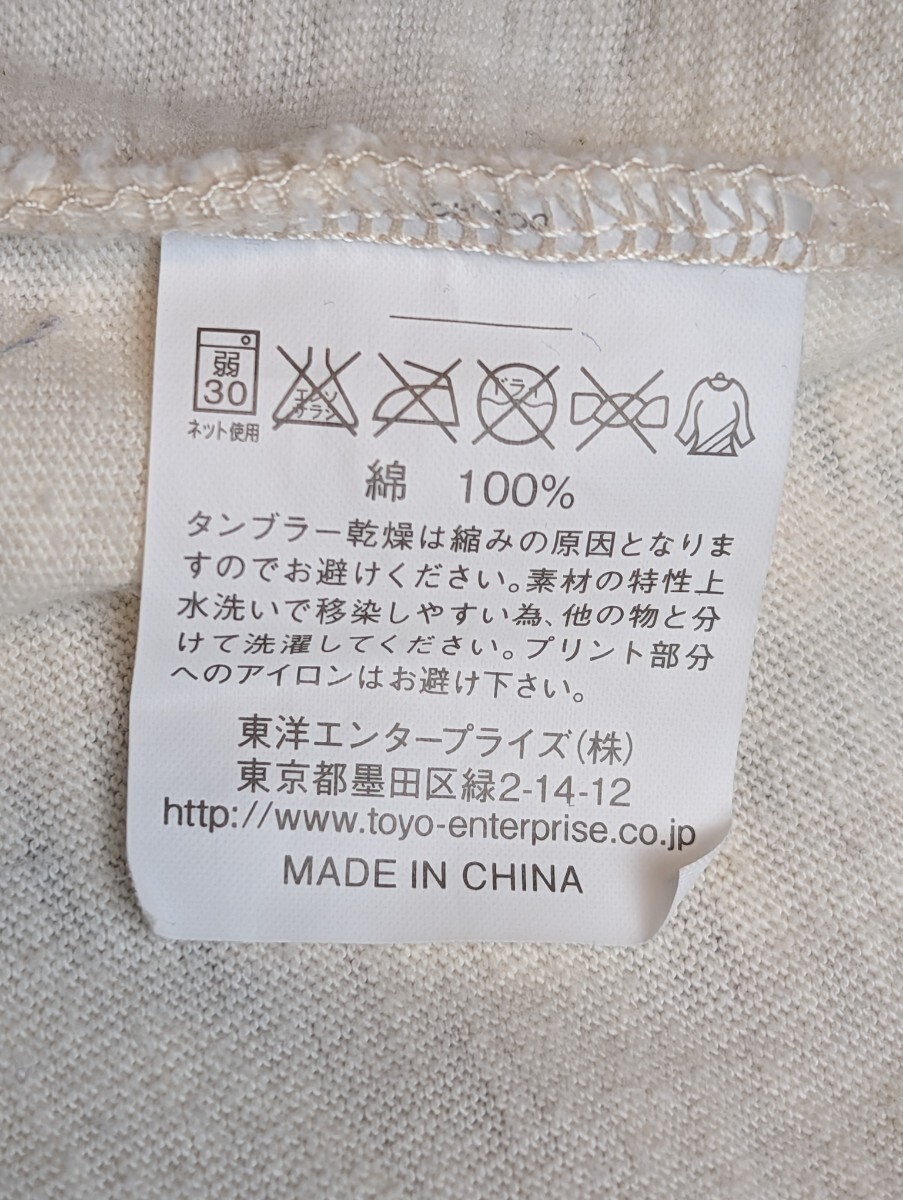 弱
30
ネット使用
エンソ
サラシ
ドライ
綿 100%
タンブラー乾燥は縮みの原因となりま
すのでお避けください。素材の特性上
水洗いで移染しやすい為、他の物と分
けて洗濯してください。プリント部分
へのアイロンはお避け下さい。
東洋エンタープライズ(株)
東京都墨田区緑2-14-12
http://www.toyo-enterprise.co.jp
MADE IN CHINA